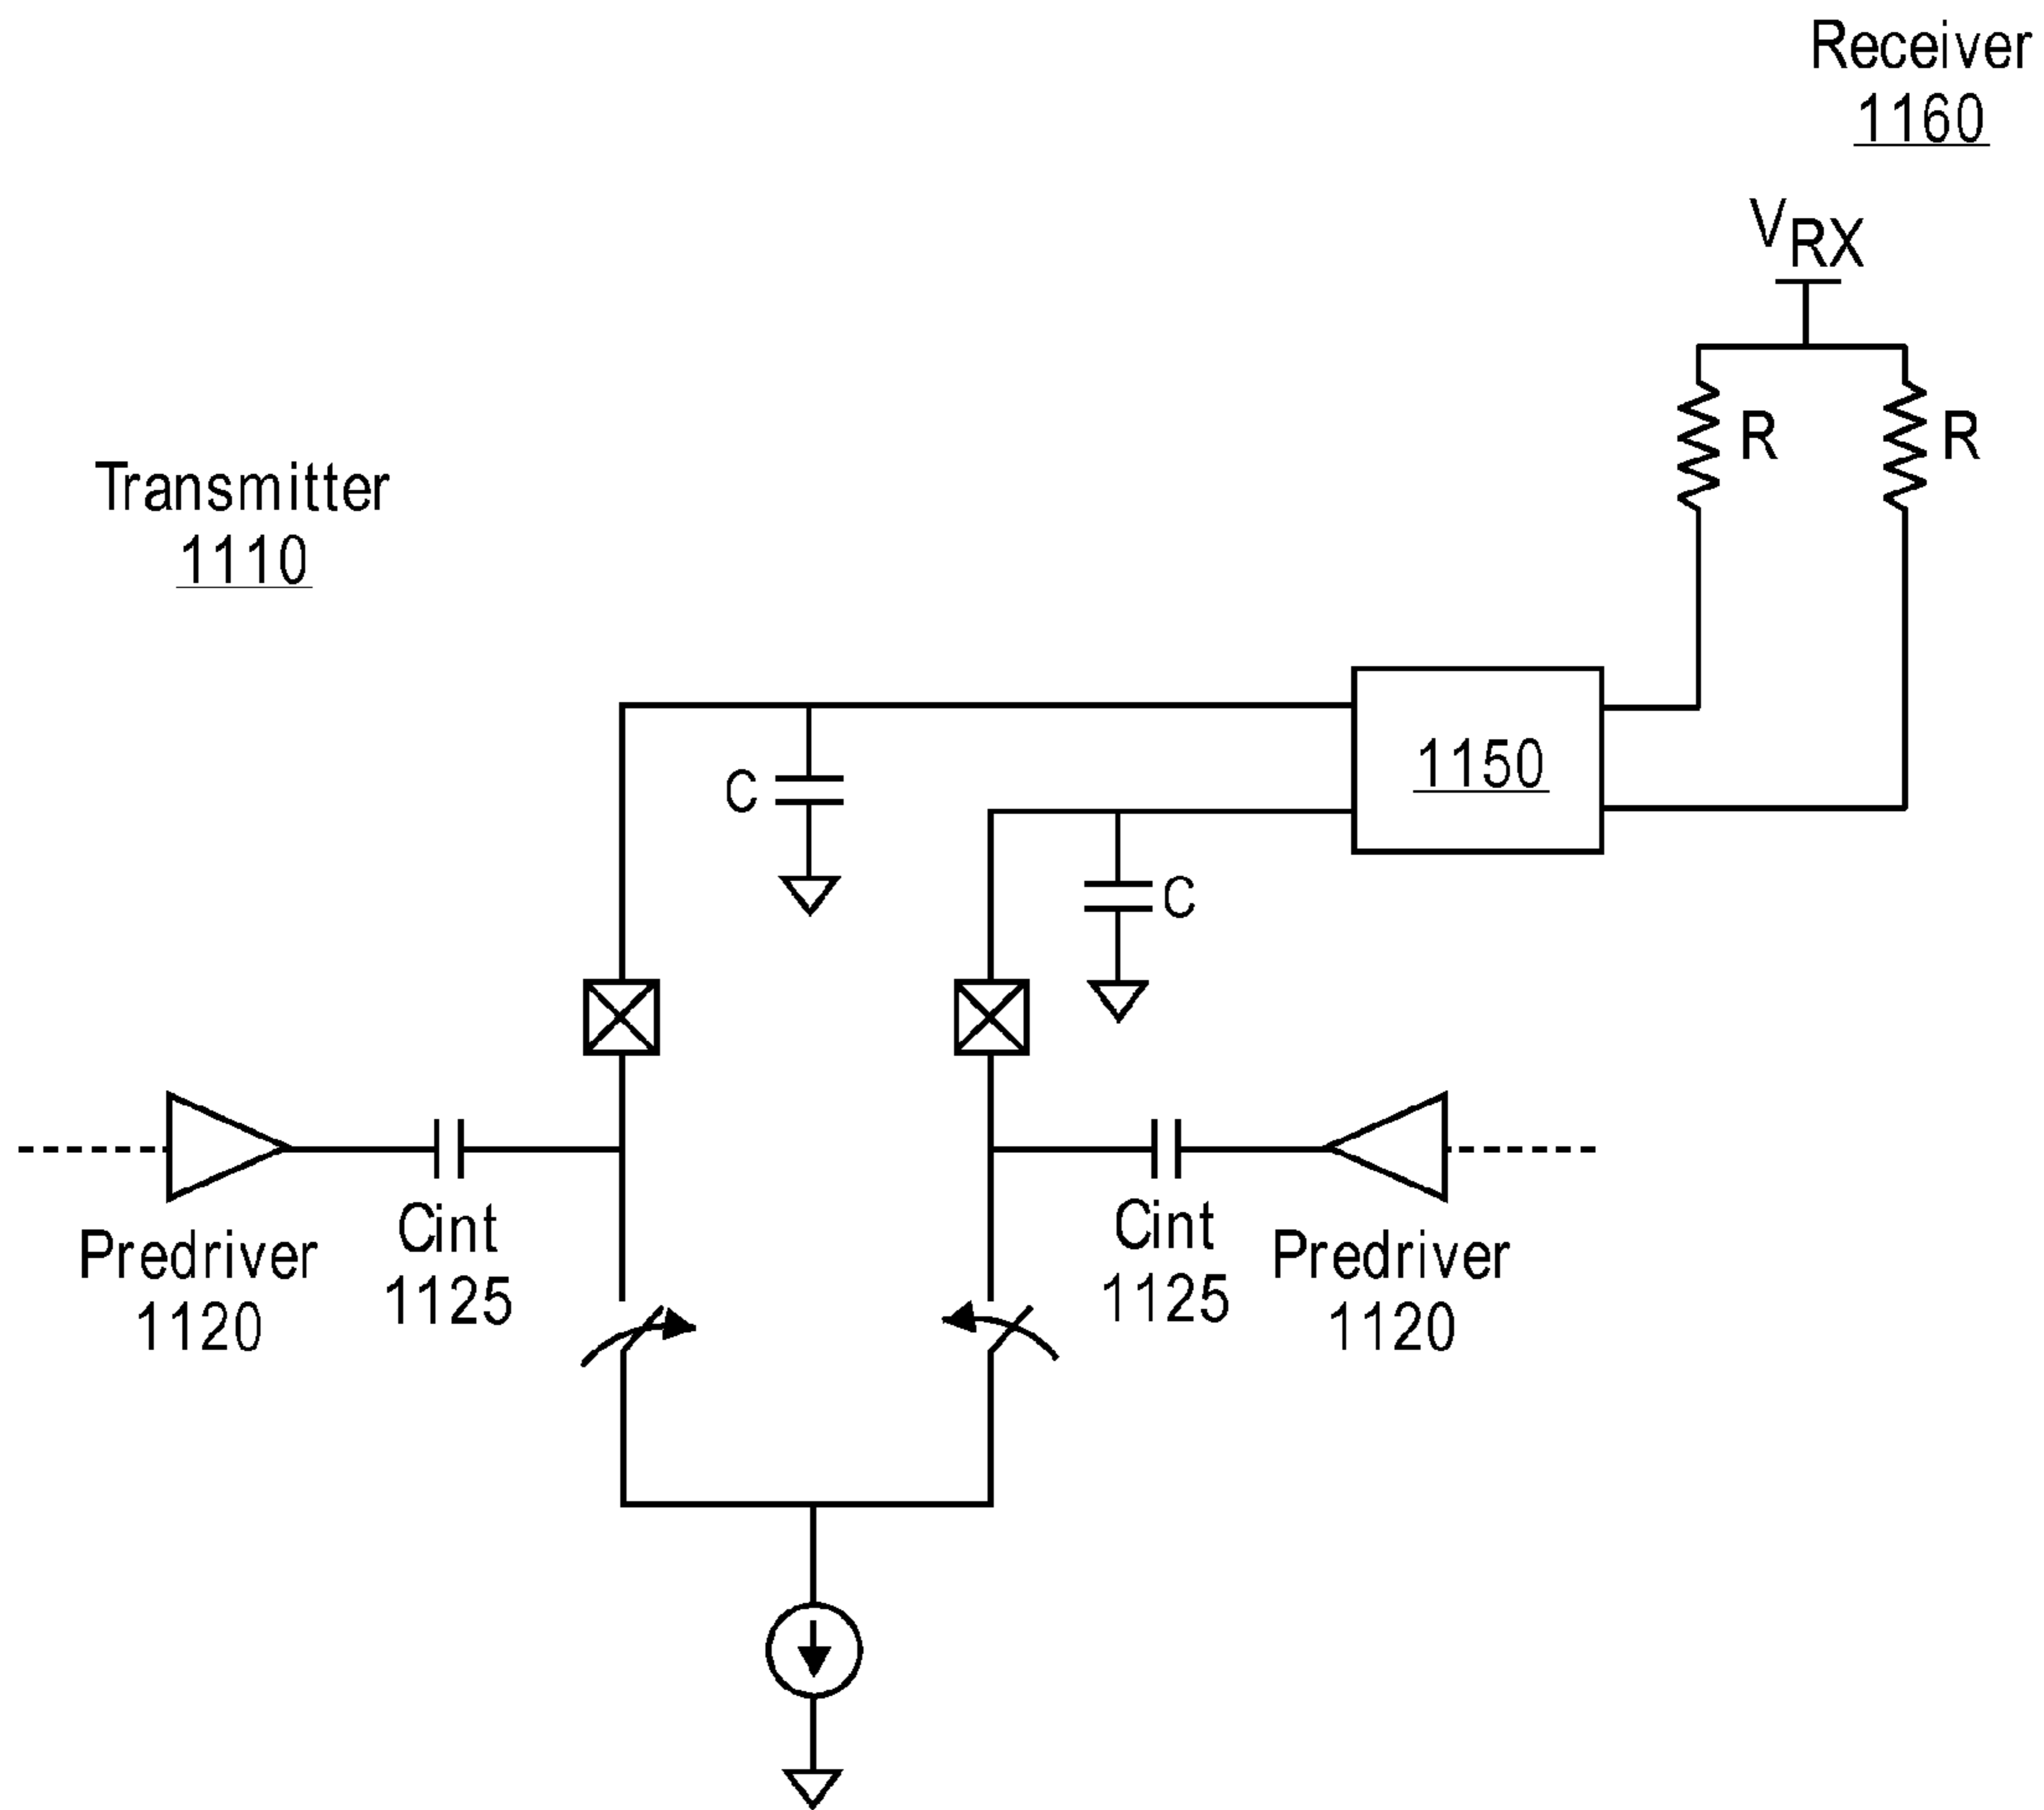 Receiver
1160
VRX
R
R
Transmitter
1110
1150
C
C
Cint
1125
Cint
1125
Predriver
1120
Predriver
1120